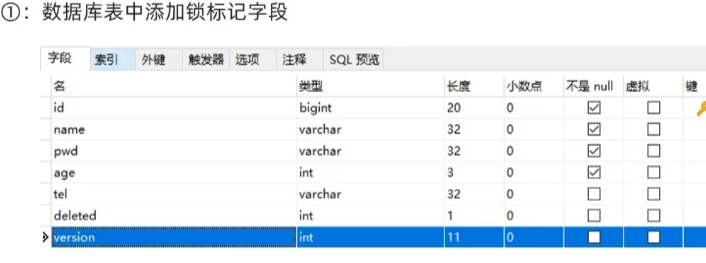 ①：数据库表中添加锁标记字段
字段 索引 外键 触发器 选项 注释 SQL 预览
名 类型 长度 小数点 不是 null 虚拟 键
id bigint 20 0
name varchar 32 0
pwd varchar 32 0
age int 3 0
tel varchar 32 0
deleted int 1 0
version int 11 0